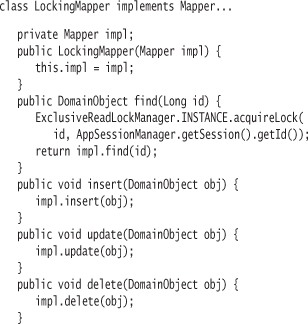 class LockingMapper implements Mapper...
private Mapper impl;
public LockingMapper(Mapper impl) {
this.impl = impl;
}
public DomainObject find(Long id) {
ExclusiveReadLockManager.INSTANCE.acquireLock(
id, AppSessionManager.getSession().getId());
return impl.find(id);
}
public void insert(DomainObject obj) {
impl.insert(obj);
}
public void update(DomainObject obj) {
impl.update(obj);
}
public void delete(DomainObject obj) {
impl.delete(obj);
}